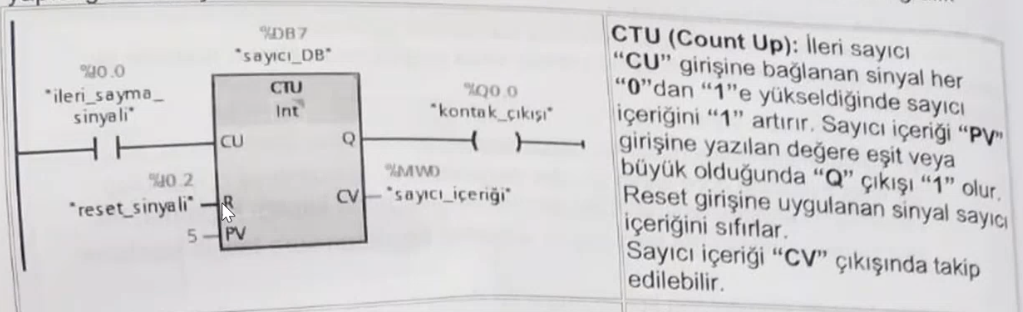 %DB7
"sayıcı_DB"
%I0.0
"ileri_sayma_
sinyali"
CTU
Int
CU
Q
%Q0.0
"kontak_çıkışı"
%I0.2
"reset_sinyali"
R
CV
%MW0
"sayıcı_içeriği"
5
PV
CTU (Count Up): İleri sayıcı
"CU" girişine bağlanan sinyal her
"0"dan "1"e yükseldiğinde sayıcı
içeriğini "1" artırır. Sayıcı içeriği "PV"
girişine yazılan değere eşit veya
büyük olduğunda "Q" çıkışı "1" olur.
Reset girişine uygulanan sinyal sayıcı
içeriğini sıfırlar.
Sayıcı içeriği "CV" çıkışında takip
edilebilir.